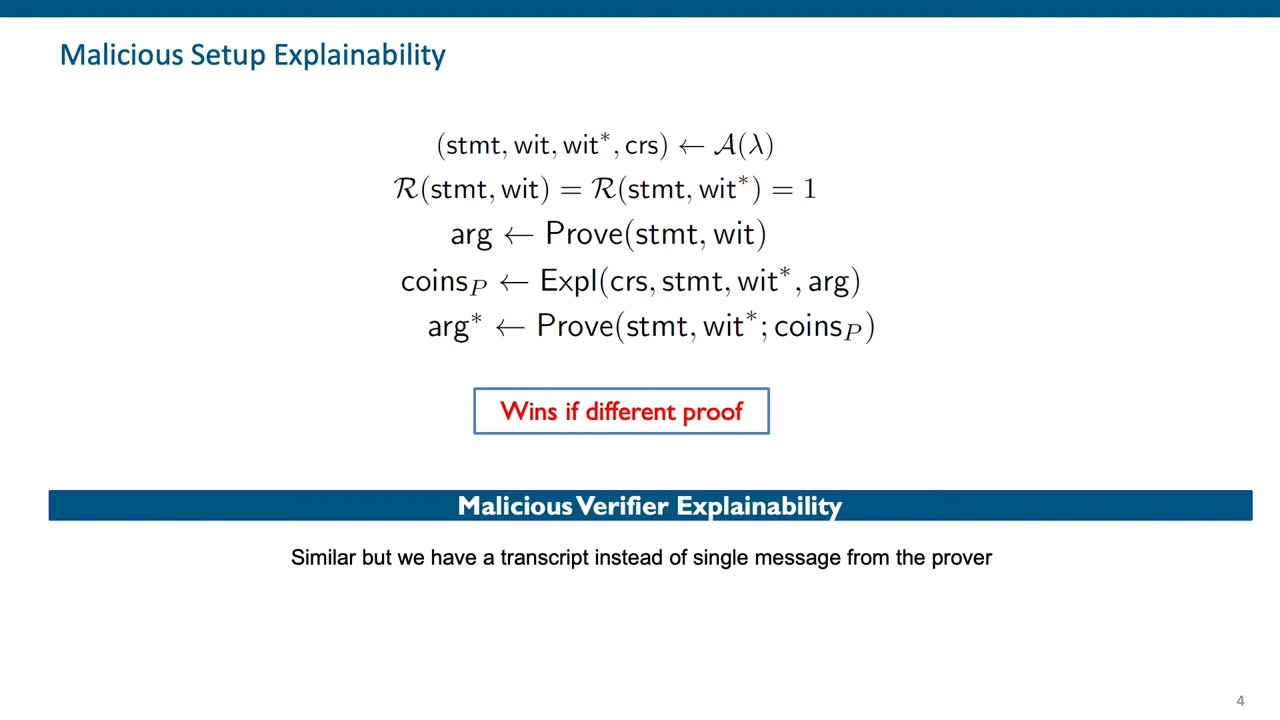 Malicious Setup Explainability
(stmt, wit, wit*, crs) ← 𝒜(λ)
ℛ(stmt, wit) = ℛ(stmt, wit*) = 1
arg ← Prove(stmt, wit)
coins_P ← Expl(crs, stmt, wit*, arg)
arg* ← Prove(stmt, wit*; coins_P)
Wins if different proof
Malicious Verifier Explainability
Similar but we have a transcript instead of single message from the prover
4